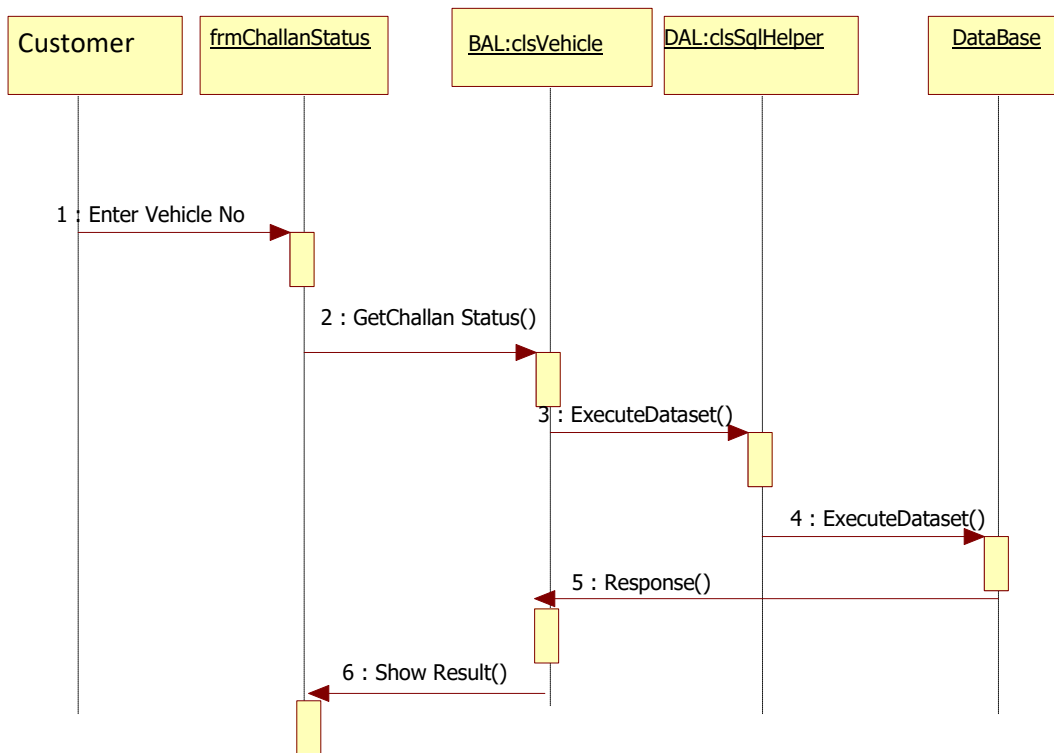 Customer
frmChallanStatus
BAL:clsVehicle
DAL:clsSqlHelper
DataBase
1 : Enter Vehicle No
2 : GetChallan Status()
3 : ExecuteDataset()
4 : ExecuteDataset()
5 : Response()
6 : Show Result()